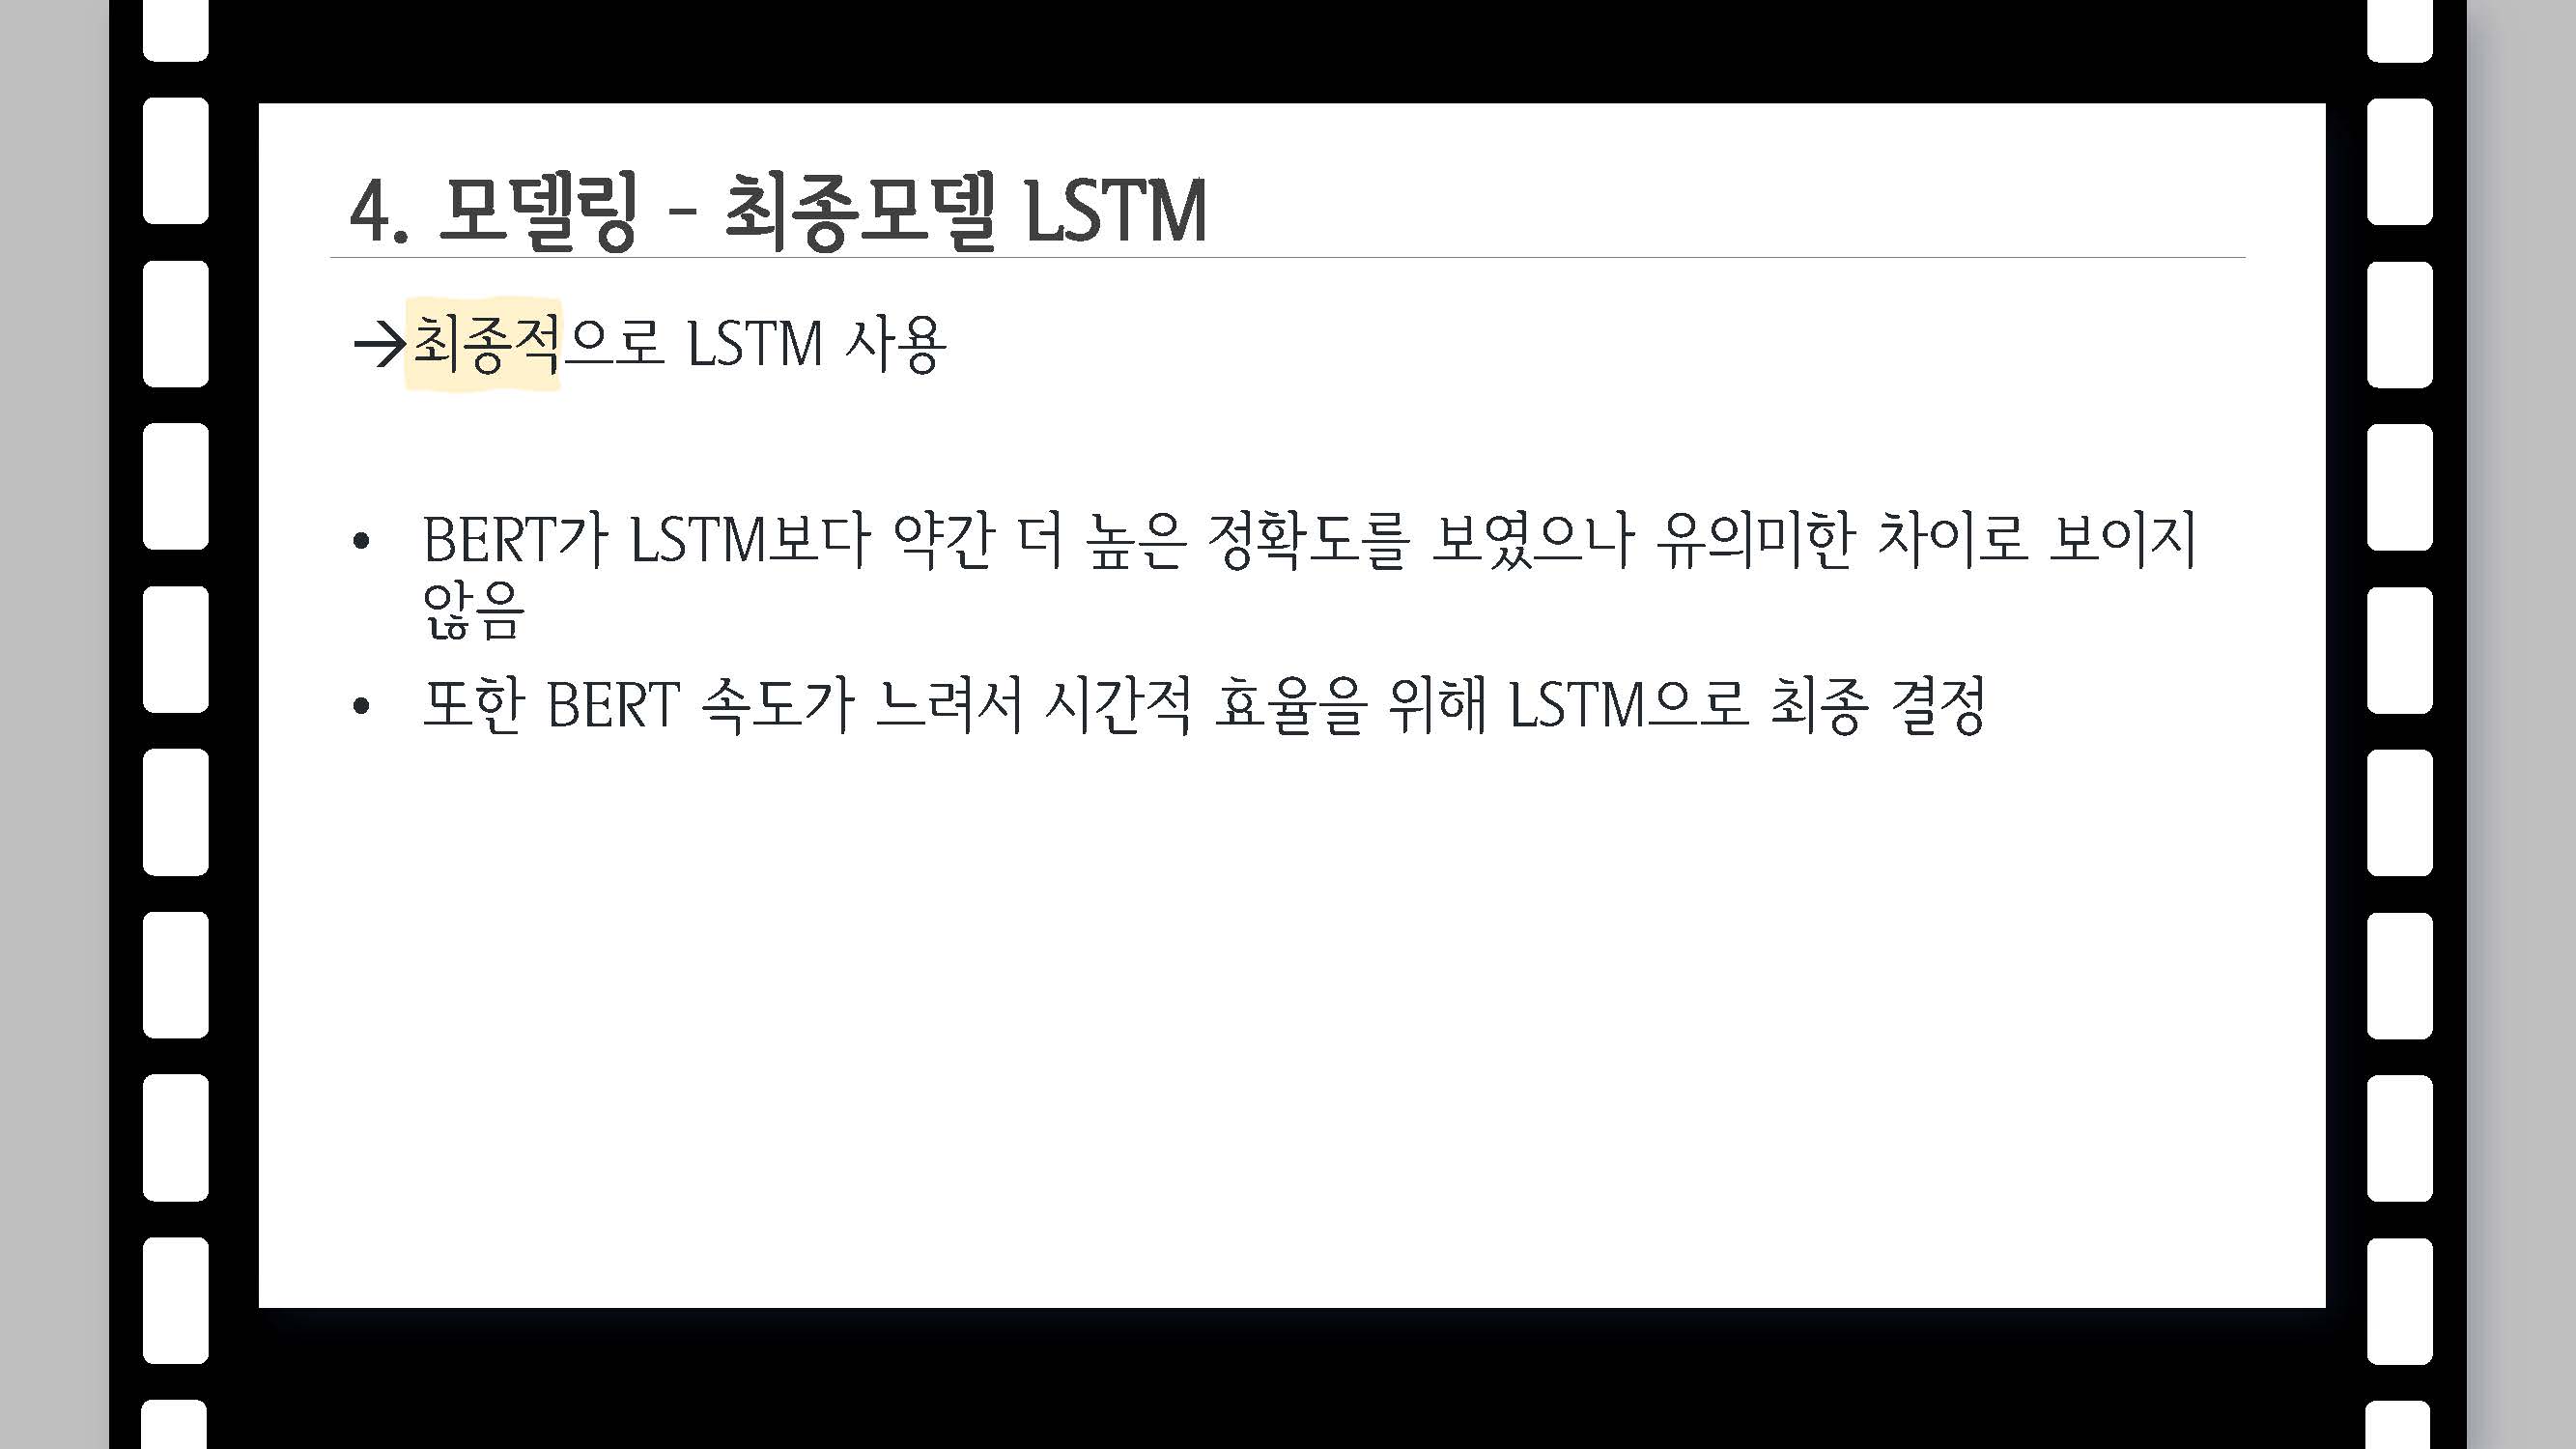 4. 모델링 - 최종모델 LSTM
→최종적으로 LSTM 사용
• BERT가 LSTM보다 약간 더 높은 정확도를 보였으나 유의미한 차이로 보이지
않음
• 또한 BERT 속도가 느려서 시간적 효율을 위해 LSTM으로 최종 결정